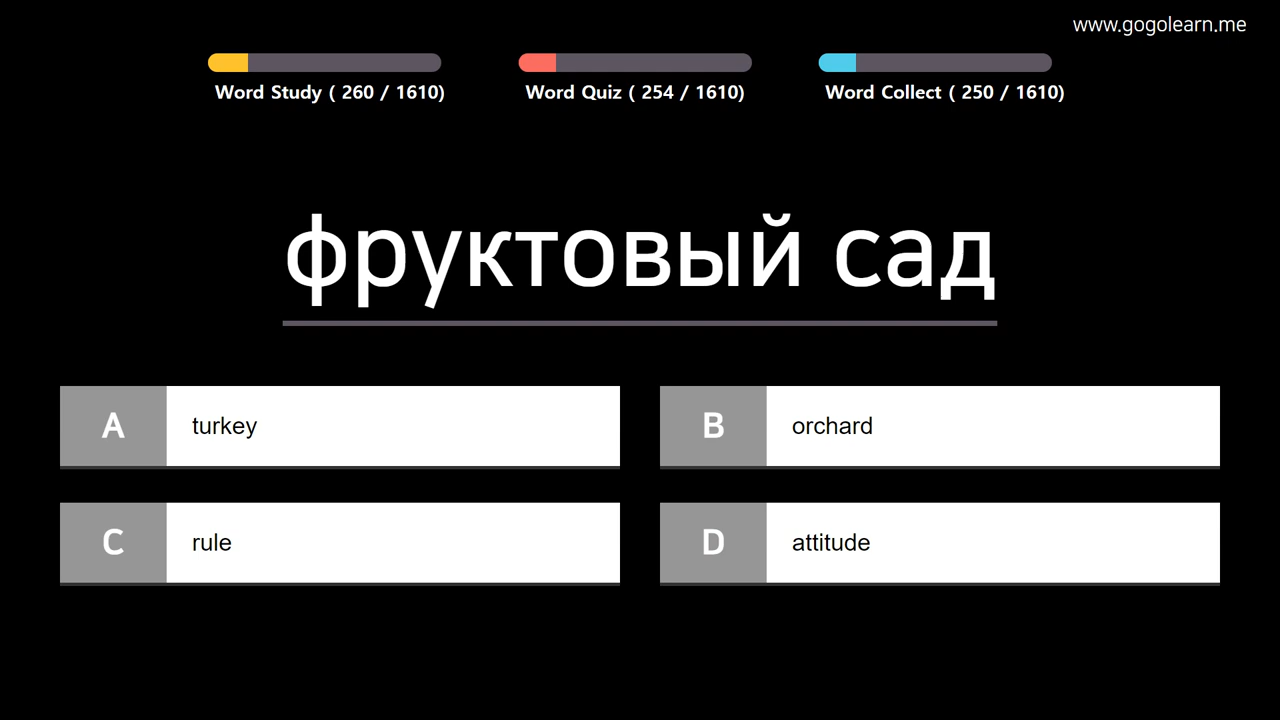 www.gogolearn.me
Word Study ( 260 / 1610)
Word Quiz ( 254 / 1610)
Word Collect ( 250 / 1610)
фруктовый сад
A turkey
B orchard
C rule
D attitude